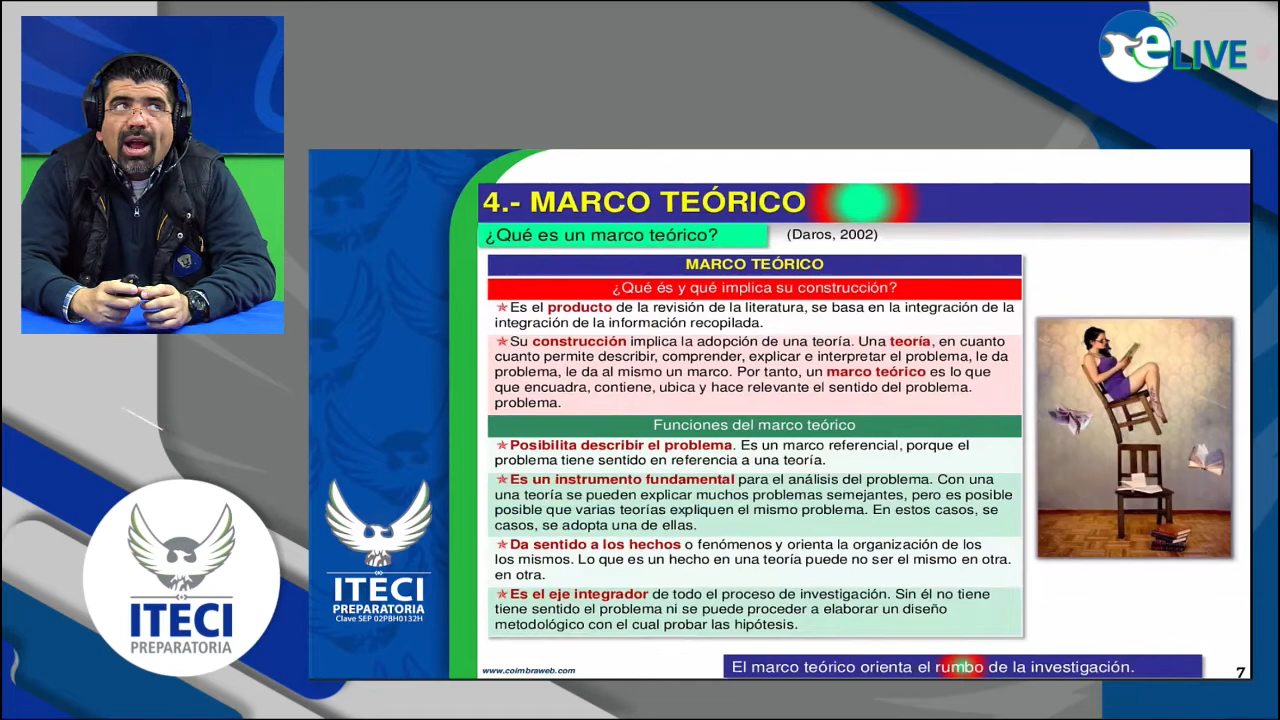 eLIVE
4.- MARCO TEÓRICO
¿Qué es un marco teórico?
(Daros, 2002)
MARCO TEÓRICO
¿Qué és y qué implica su construcción?
Es el producto de la revisión de la literatura, se basa en la integración de la
integración de la información recopilada.
Su construcción implica la adopción de una teoría. Una teoría, en cuanto
cuanto permite describir, comprender, explicar e interpretar el problema, le da
problema, le da al mismo un marco. Por tanto, un marco teórico es lo que
que encuadra, contiene, ubica y hace relevante el sentido del problema.
problema.
Funciones del marco teórico
Posibilita describir el problema. Es un marco referencial, porque el
problema tiene sentido en referencia a una teoría.
Es un instrumento fundamental para el análisis del problema. Con una
una teoría se pueden explicar muchos problemas semejantes, pero es posible
posible que varias teorías expliquen el mismo problema. En estos casos, se
casos, se adopta una de ellas.
Da sentido a los hechos o fenómenos y orienta la organización de los
los mismos. Lo que es un hecho en una teoría puede no ser el mismo en otra.
en otra.
Es el eje integrador de todo el proceso de investigación. Sin él no tiene
tiene sentido el problema ni se puede proceder a elaborar un diseño
metodológico con el cual probar las hipótesis.
www.coimbraweb.com
El marco teórico orienta el rumbo de la investigación.
7
ITECI
PREPARATORIA
Clave SEP 02PBH0132H
ITECI
PREPARATORIA